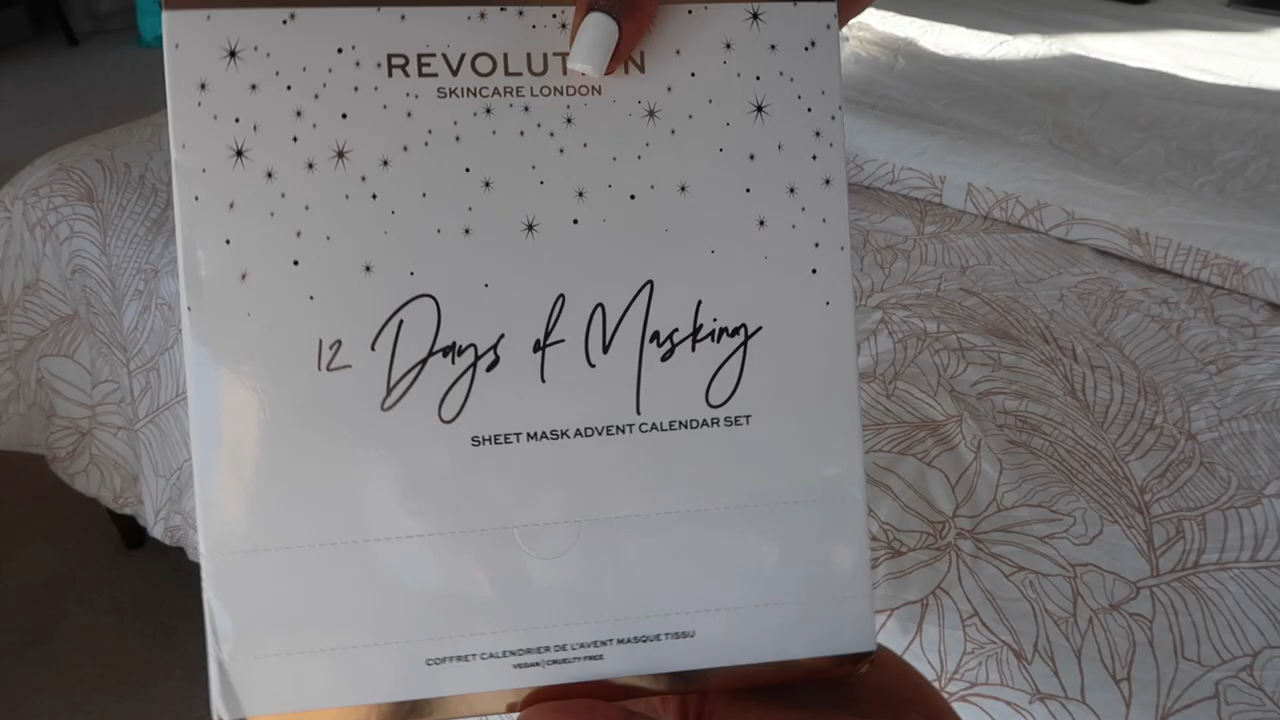 REVOLUT N
SKINCARE LONDON
12 Days of Masking
SHEET MASK ADVENT CALENDAR SET
COFFRET CALENDRIER DE L'AVENT MASQUE TISSU
VEGAN | CRUELTY FREE